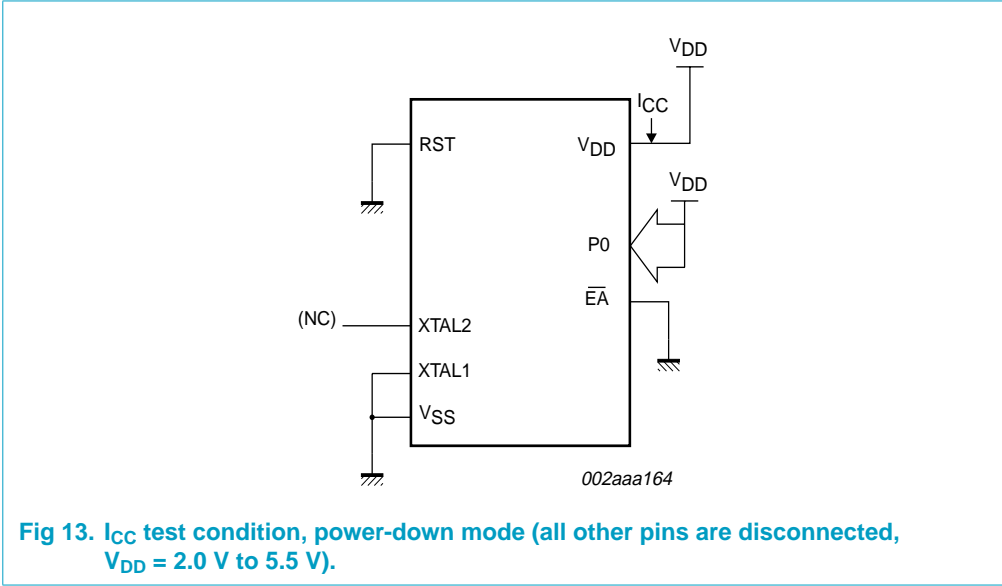 VDD
ICC
RST
VDD
VDD
P0
EA
(NC)
XTAL2
XTAL1
VSS
002aaa164
Fig 13. ICC test condition, power-down mode (all other pins are disconnected,
VDD = 2.0 V to 5.5 V).